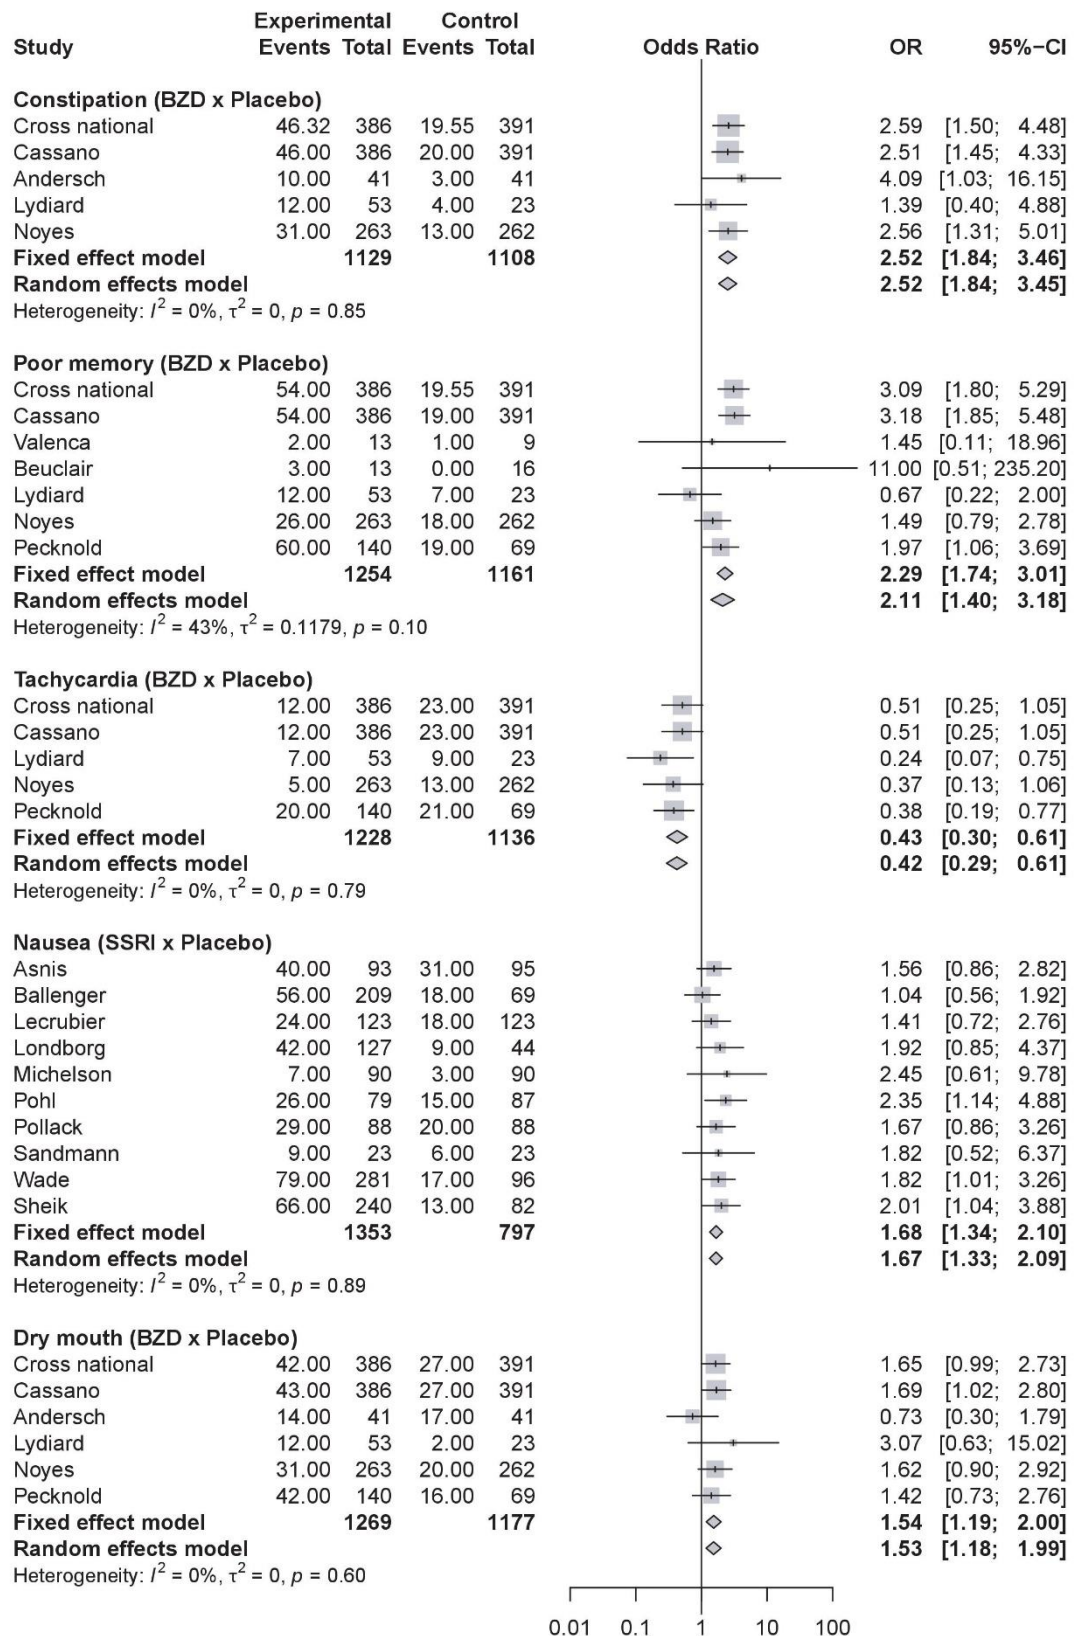 Experimental Control
Study Events Total Events Total Odds Ratio OR 95%−CI
Constipation (BZD x Placebo)
Cross national 46.32 386 19.55 391 2.59 [1.50; 4.48]
Cassano 46.00 386 20.00 391 2.51 [1.45; 4.33]
Andersch 10.00 41 3.00 41 4.09 [1.03; 16.15]
Lydiard 12.00 53 4.00 23 1.39 [0.40; 4.88]
Noyes 31.00 263 13.00 262 2.56 [1.31; 5.01]
Fixed effect model 1129 1108 2.52 [1.84; 3.46]
Random effects model 2.52 [1.84; 3.45]
Heterogeneity: I² = 0%, τ² = 0, p = 0.85
Poor memory (BZD x Placebo)
Cross national 54.00 386 19.55 391 3.09 [1.80; 5.29]
Cassano 54.00 386 19.00 391 3.18 [1.85; 5.48]
Valenca 2.00 13 1.00 9 1.45 [0.11; 18.96]
Beuclair 3.00 13 0.00 16 11.00 [0.51; 235.20]
Lydiard 12.00 53 7.00 23 0.67 [0.22; 2.00]
Noyes 26.00 263 18.00 262 1.49 [0.79; 2.78]
Pecknold 60.00 140 19.00 69 1.97 [1.06; 3.69]
Fixed effect model 1254 1161 2.29 [1.74; 3.01]
Random effects model 2.11 [1.40; 3.18]
Heterogeneity: I² = 43%, τ² = 0.1179, p = 0.10
Tachycardia (BZD x Placebo)
Cross national 12.00 386 23.00 391 0.51 [0.25; 1.05]
Cassano 12.00 386 23.00 391 0.51 [0.25; 1.05]
Lydiard 7.00 53 9.00 23 0.24 [0.07; 0.75]
Noyes 5.00 263 13.00 262 0.37 [0.13; 1.06]
Pecknold 20.00 140 21.00 69 0.38 [0.19; 0.77]
Fixed effect model 1228 1136 0.43 [0.30; 0.61]
Random effects model 0.42 [0.29; 0.61]
Heterogeneity: I² = 0%, τ² = 0, p = 0.79
Nausea (SSRI x Placebo)
Asnis 40.00 93 31.00 95 1.56 [0.86; 2.82]
Ballenger 56.00 209 18.00 69 1.04 [0.56; 1.92]
Lecrubier 24.00 123 18.00 123 1.41 [0.72; 2.76]
Londborg 42.00 127 9.00 44 1.92 [0.85; 4.37]
Michelson 7.00 90 3.00 90 2.45 [0.61; 9.78]
Pohl 26.00 79 15.00 87 2.35 [1.14; 4.88]
Pollack 29.00 88 20.00 88 1.67 [0.86; 3.26]
Sandmann 9.00 23 6.00 23 1.82 [0.52; 6.37]
Wade 79.00 281 17.00 96 1.82 [1.01; 3.26]
Sheik 66.00 240 13.00 82 2.01 [1.04; 3.88]
Fixed effect model 1353 797 1.68 [1.34; 2.10]
Random effects model 1.67 [1.33; 2.09]
Heterogeneity: I² = 0%, τ² = 0, p = 0.89
Dry mouth (BZD x Placebo)
Cross national 42.00 386 27.00 391 1.65 [0.99; 2.73]
Cassano 43.00 386 27.00 391 1.69 [1.02; 2.80]
Andersch 14.00 41 17.00 41 0.73 [0.30; 1.79]
Lydiard 12.00 53 2.00 23 3.07 [0.63; 15.02]
Noyes 31.00 263 20.00 262 1.62 [0.90; 2.92]
Pecknold 42.00 140 16.00 69 1.42 [0.73; 2.76]
Fixed effect model 1269 1177 1.54 [1.19; 2.00]
Random effects model 1.53 [1.18; 1.99]
Heterogeneity: I² = 0%, τ² = 0, p = 0.60
0.01 0.1 1 10 100